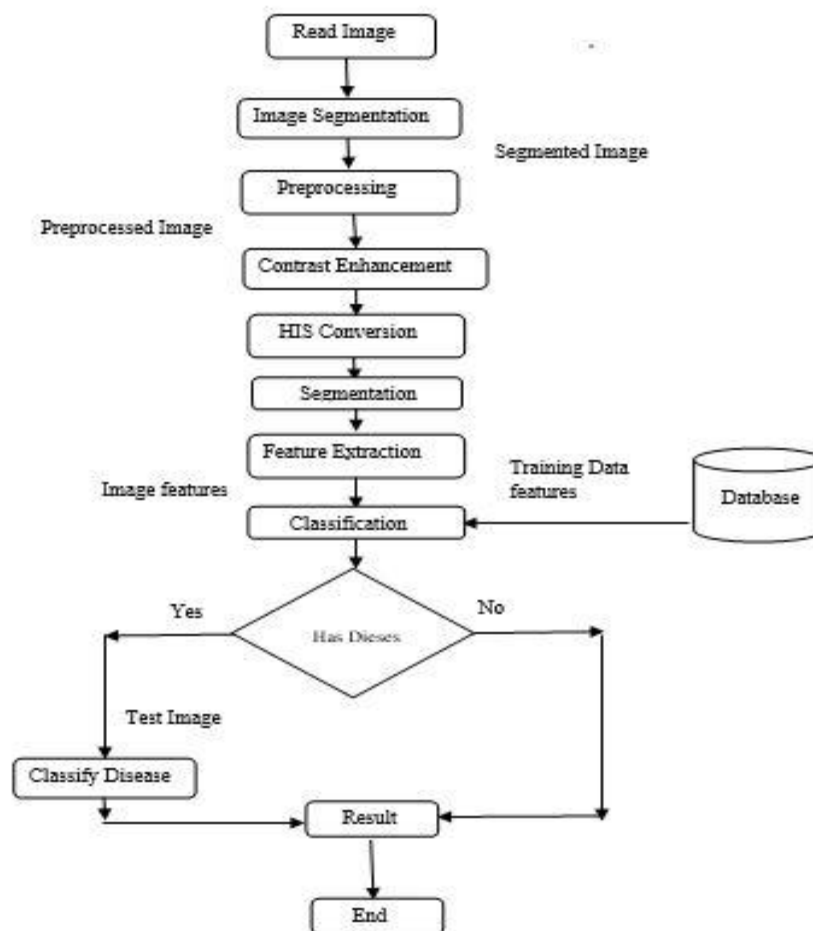 Read Image
Image Segmentation
Segmented Image
Preprocessing
Preprocessed Image
Contrast Enhancement
HIS Conversion
Segmentation
Feature Extraction
Training Data
features
Database
Image features
Classification
Yes
No
Has Dieses
Test Image
Classify Disease
Result
End